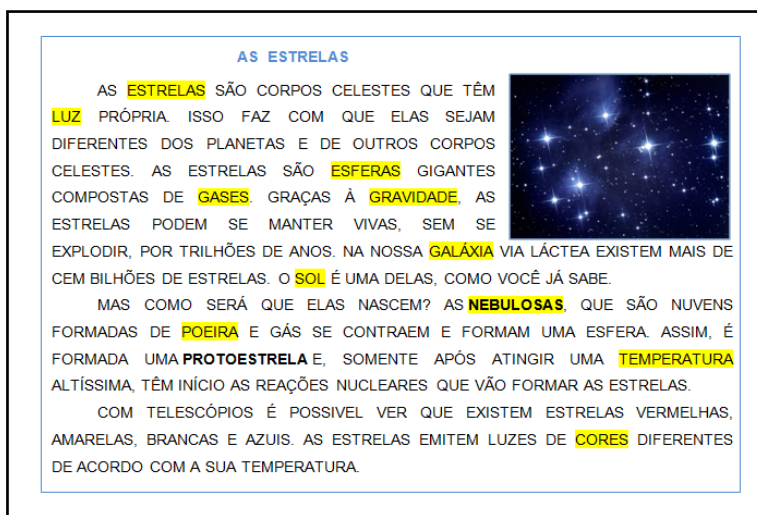 AS ESTRELAS
AS ESTRELAS SÃO CORPOS CELESTES QUE TÊM
LUZ PRÓPRIA. ISSO FAZ COM QUE ELAS SEJAM
DIFERENTES DOS PLANETAS E DE OUTROS CORPOS
CELESTES. AS ESTRELAS SÃO ESFERAS GIGANTES
COMPOSTAS DE GASES. GRAÇAS À GRAVIDADE, AS
ESTRELAS PODEM SE MANTER VIVAS, SEM SE
EXPLODIR, POR TRILHÕES DE ANOS. NA NOSSA GALÁXIA VIA LÁCTEA EXISTEM MAIS DE
CEM BILHÕES DE ESTRELAS. O SOL É UMA DELAS, COMO VOCÊ JÁ SABE.
MAS COMO SERÁ QUE ELAS NASCEM? AS NEBULOSAS, QUE SÃO NUVENS
FORMADAS DE POEIRA E GÁS SE CONTRAEM E FORMAM UMA ESFERA. ASSIM, É
FORMADA UMA PROTOESTRELA E, SOMENTE APÓS ATINGIR UMA TEMPERATURA
ALTÍSSIMA, TÊM INÍCIO AS REAÇÕES NUCLEARES QUE VÃO FORMAR AS ESTRELAS.
COM TELESCÓPIOS É POSSIVEL VER QUE EXISTEM ESTRELAS VERMELHAS,
AMARELAS, BRANCAS E AZUIS. AS ESTRELAS EMITEM LUZES DE CORES DIFERENTES
DE ACORDO COM A SUA TEMPERATURA.